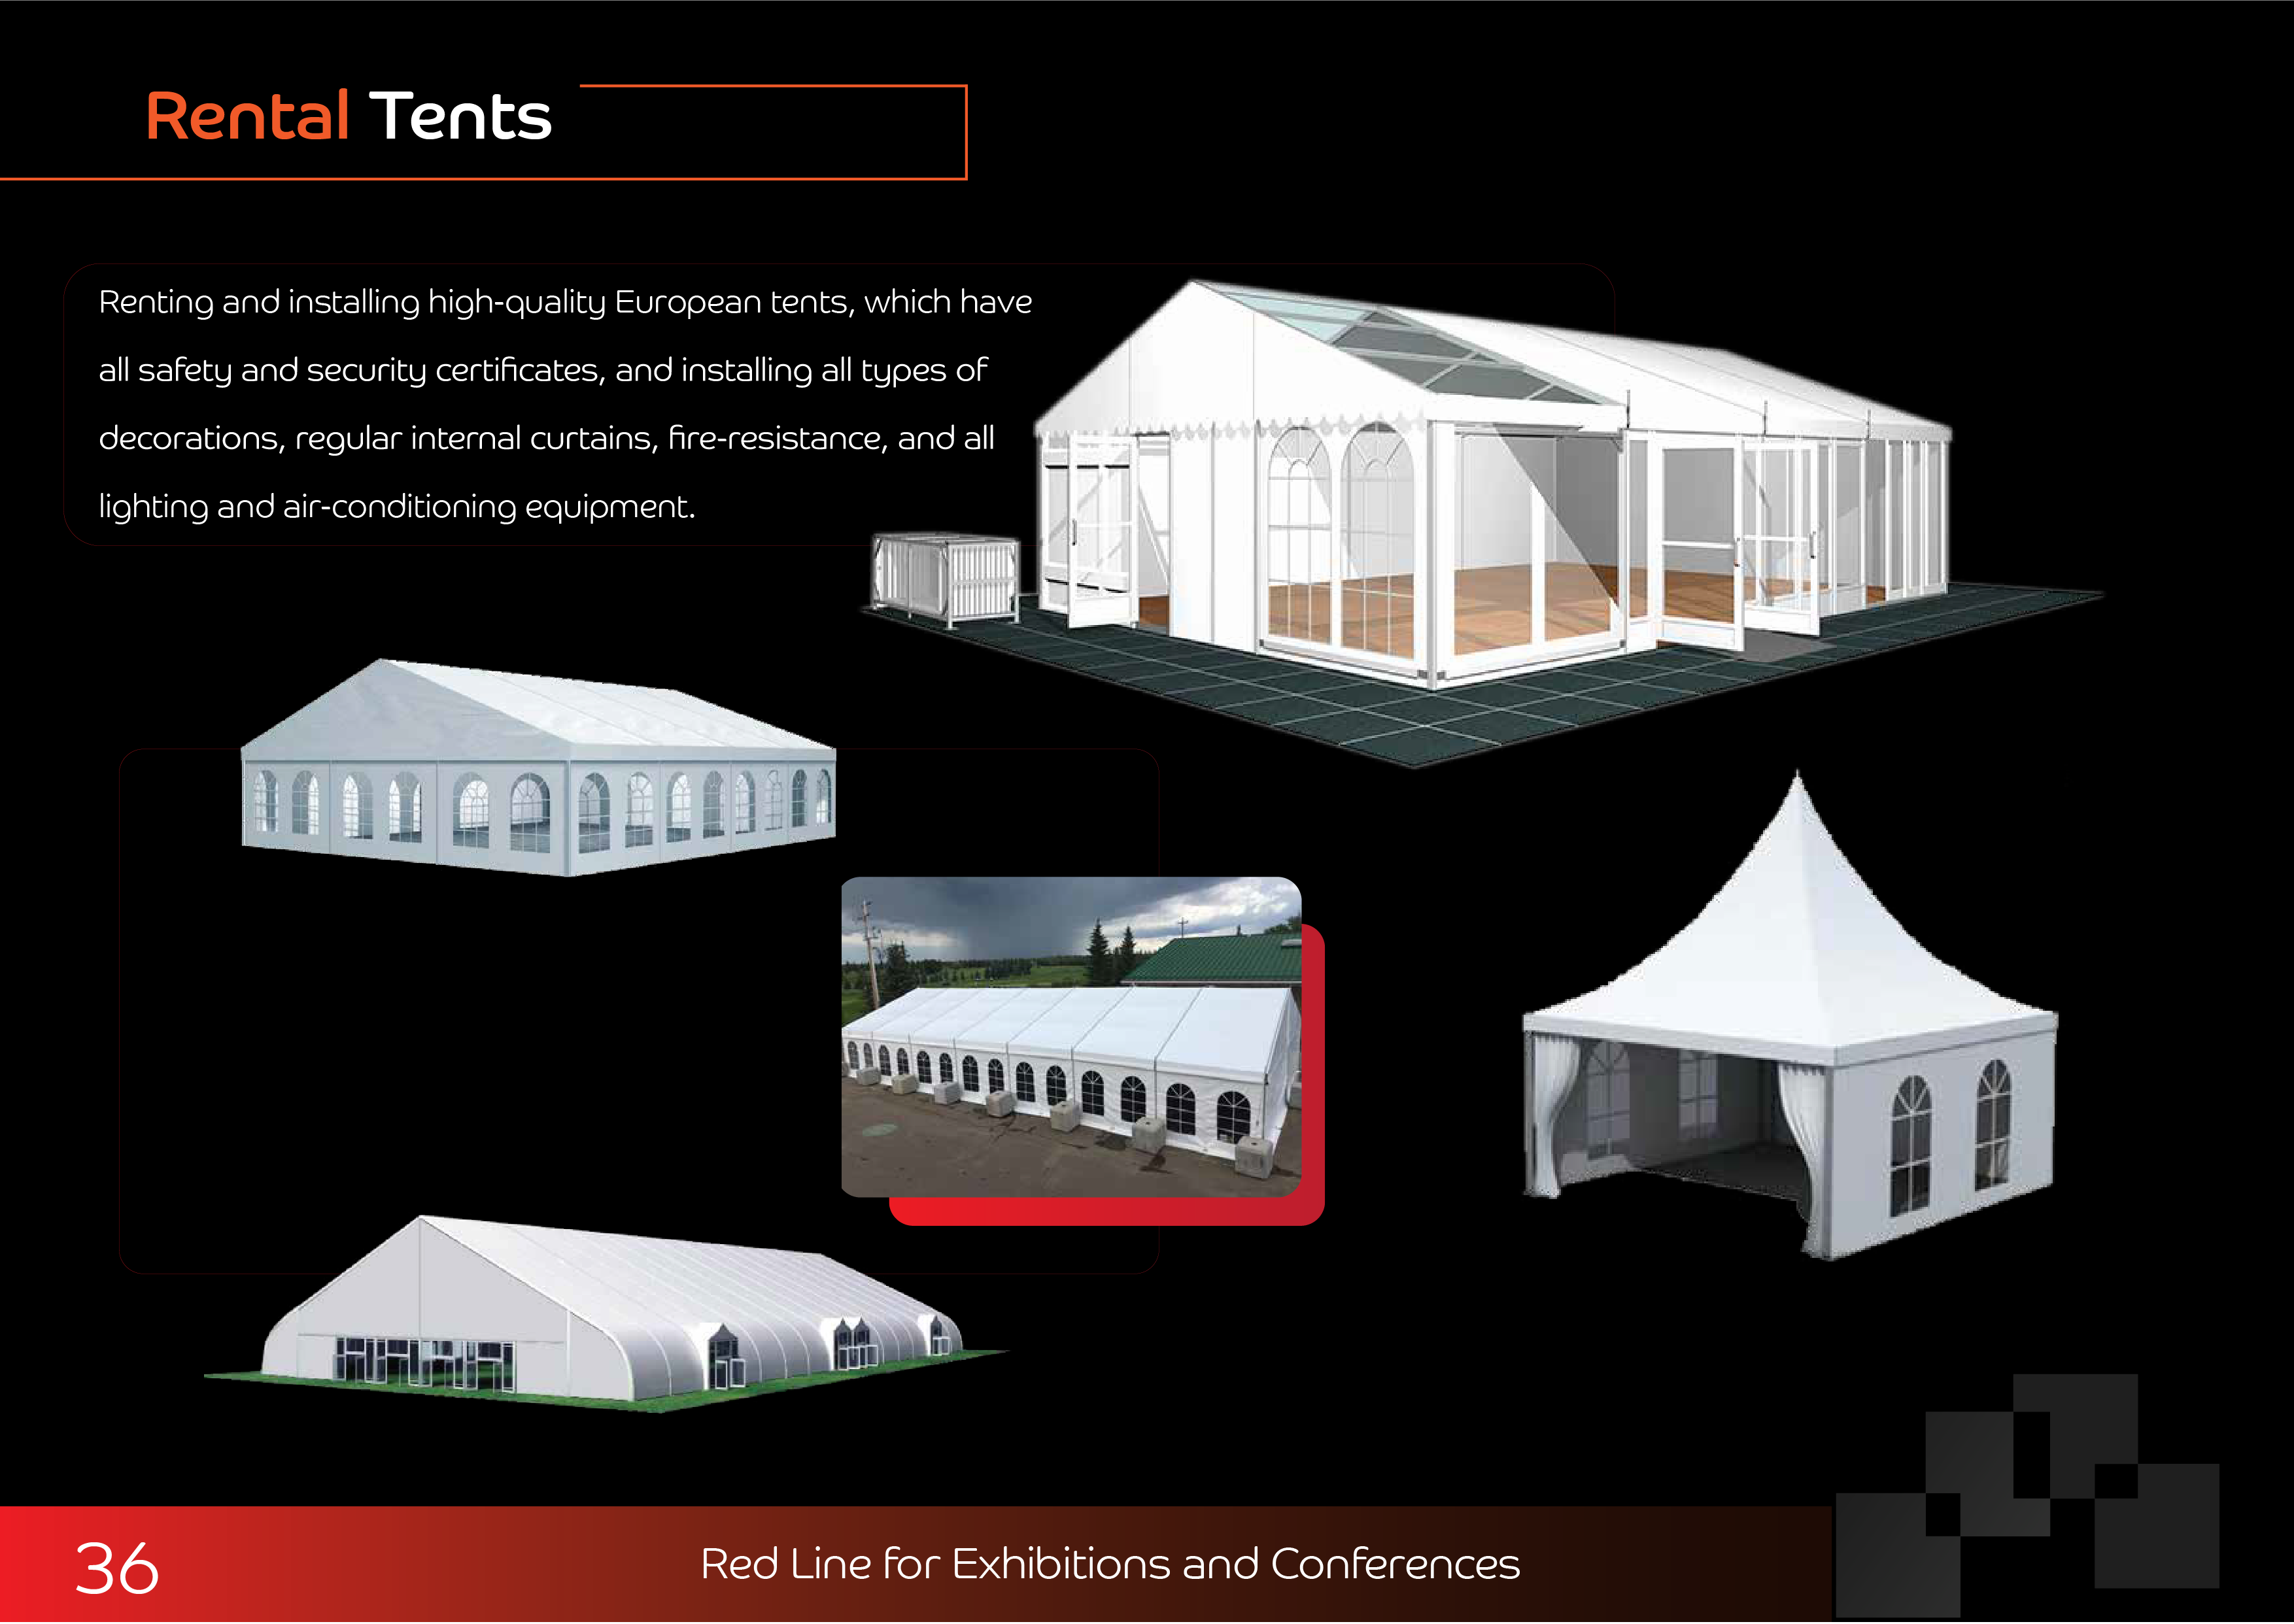 Rental Tents
Renting and installing high-quality European tents, which have
all safety and security certificates, and installing all types of
decorations, regular internal curtains, fire-resistance, and all
lighting and air-conditioning equipment.
36
Red Line for Exhibitions and Conferences